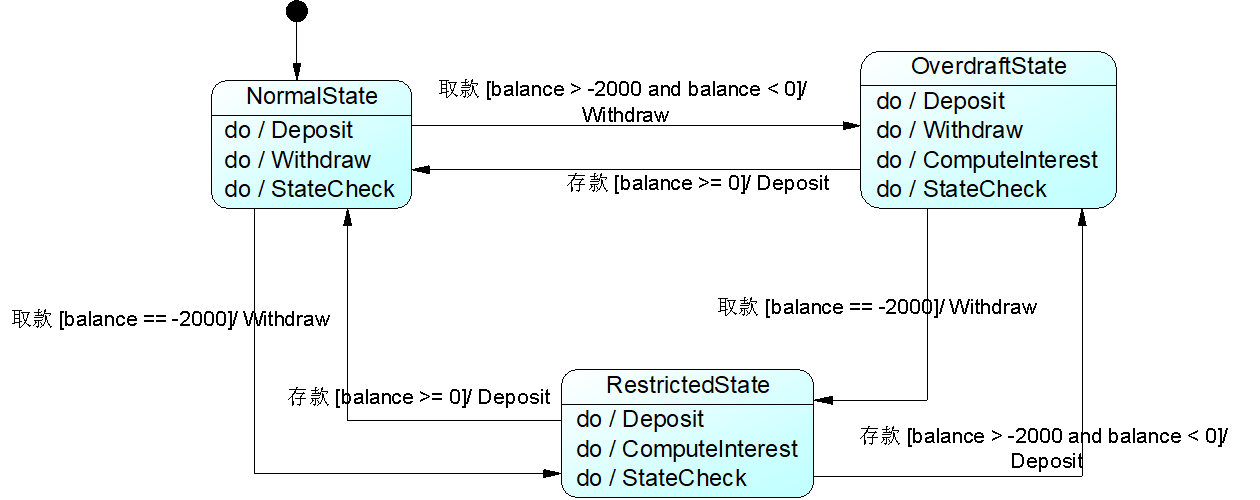 NormalState
do / Deposit
do / Withdraw
do / StateCheck
取款 [balance > -2000 and balance < 0]/
Withdraw
存款 [balance >= 0]/ Deposit
OverdraftState
do / Deposit
do / Withdraw
do / ComputeInterest
do / StateCheck
取款 [balance == -2000]/ Withdraw
取款 [balance == -2000]/ Withdraw
存款 [balance >= 0]/ Deposit
RestrictedState
do / Deposit
do / ComputeInterest
do / StateCheck
存款 [balance > -2000 and balance < 0]/
Deposit